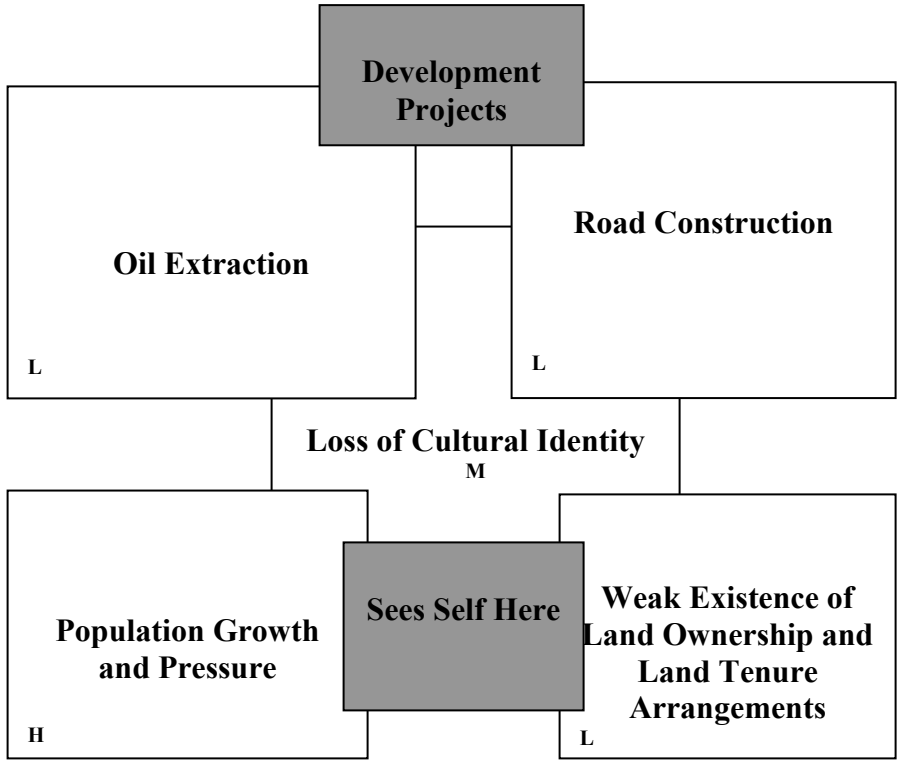 Development
Projects
Oil Extraction
L
Road Construction
L
Loss of Cultural Identity
M
Population Growth
and Pressure
H
Sees Self Here
Weak Existence of
Land Ownership and
Land Tenure
Arrangements
L